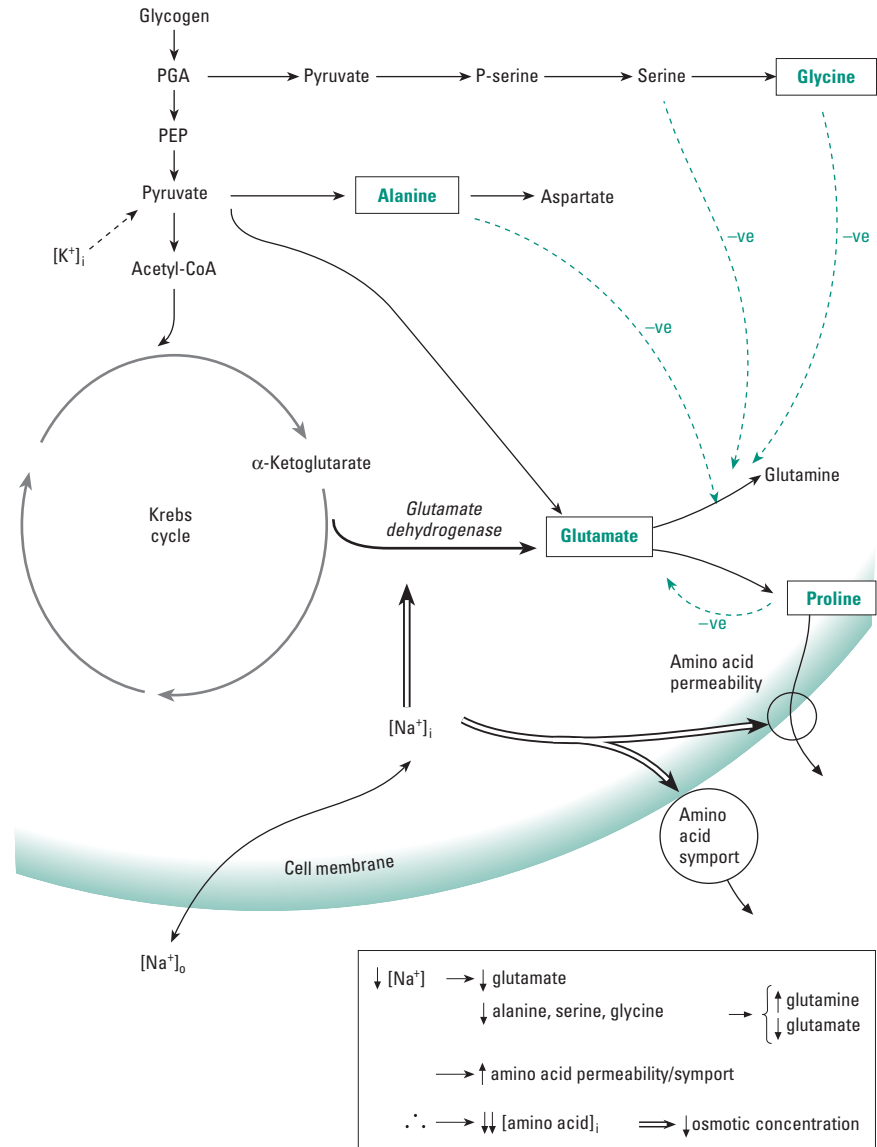 Glycogen
PGA Pyruvate P-serine Serine Glycine
PEP
Pyruvate Alanine Aspartate
–ve –ve
[K⁺]ᵢ
Acetyl-CoA
–ve
α-Ketoglutarate Glutamine
Krebs
cycle
Glutamate
dehydrogenase
Glutamate
Proline
–ve
Amino acid
permeability
[Na⁺]ᵢ
Amino
acid
symport
Cell membrane
[Na⁺]ₒ
↓ [Na⁺] → ↓ glutamate
↓ alanine, serine, glycine → { ↑ glutamine
↓ glutamate
→ ↑ amino acid permeability/symport
∴ → ↓↓ [amino acid]ᵢ ⇒ ↓ osmotic concentration